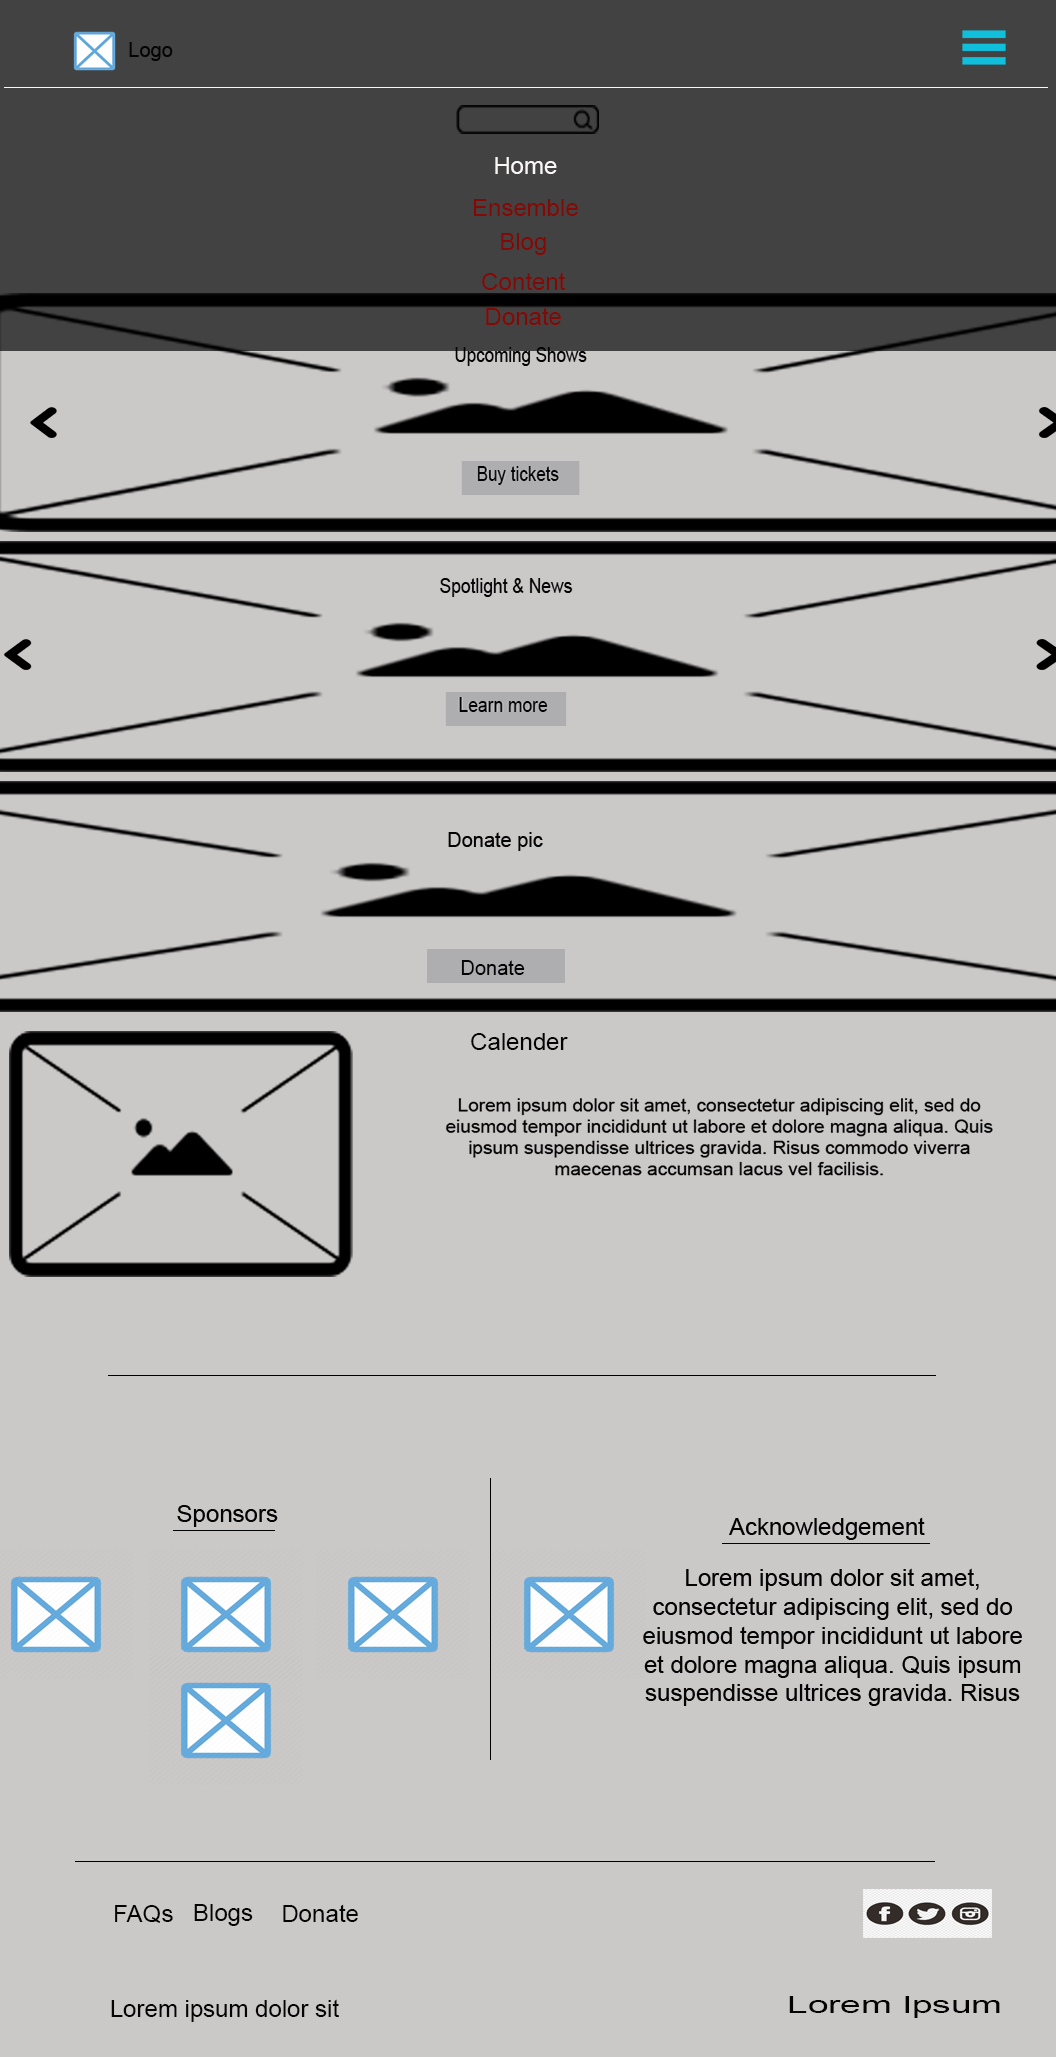 Logo
Home
Ensemble
Blog
Content
Donate
Upcoming Shows
Buy tickets
Spotlight & News
Learn more
Donate pic
Donate
Calender
Lorem ipsum dolor sit amet, consectetur adipiscing elit, sed do
eiusmod tempor incididunt ut labore et dolore magna aliqua. Quis
ipsum suspendisse ultrices gravida. Risus commodo viverra
maecenas accumsan lacus vel facilisis.
Sponsors
Acknowledgement
Lorem ipsum dolor sit amet,
consectetur adipiscing elit, sed do
eiusmod tempor incididunt ut labore
et dolore magna aliqua. Quis ipsum
suspendisse ultrices gravida. Risus
FAQs Blogs Donate
Lorem ipsum dolor sit
Lorem Ipsum